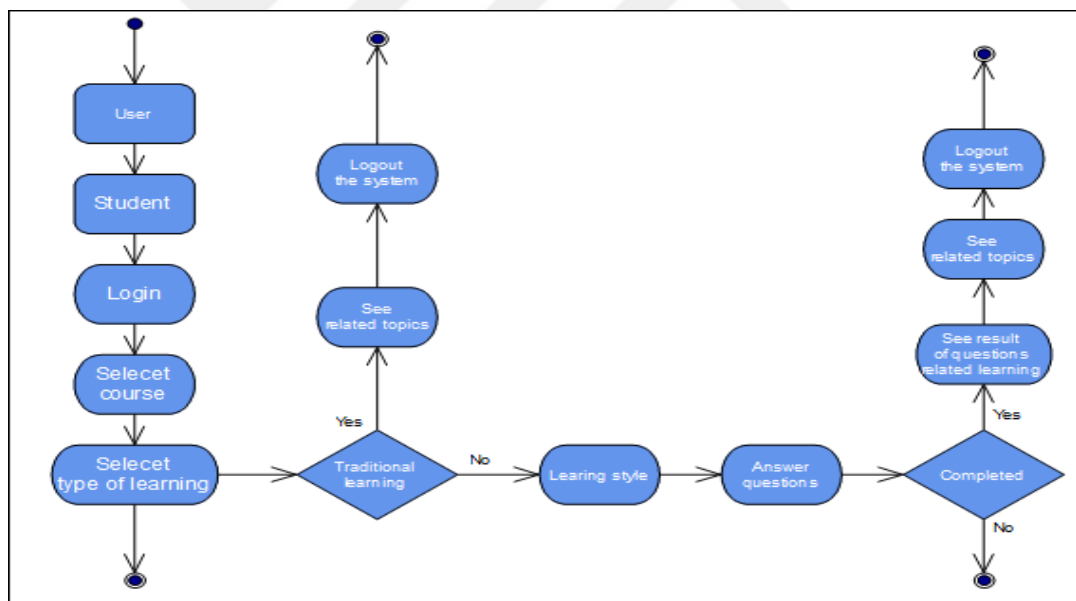 User
Student
Login
Selecet
course
Selecet
type of learning
Logout
the system
See
related topics
Yes
Traditional
learning
No
Learing style
Answer
questions
Logout
the system
See
related topics
See result
of questions
related learning
Yes
Completed
No